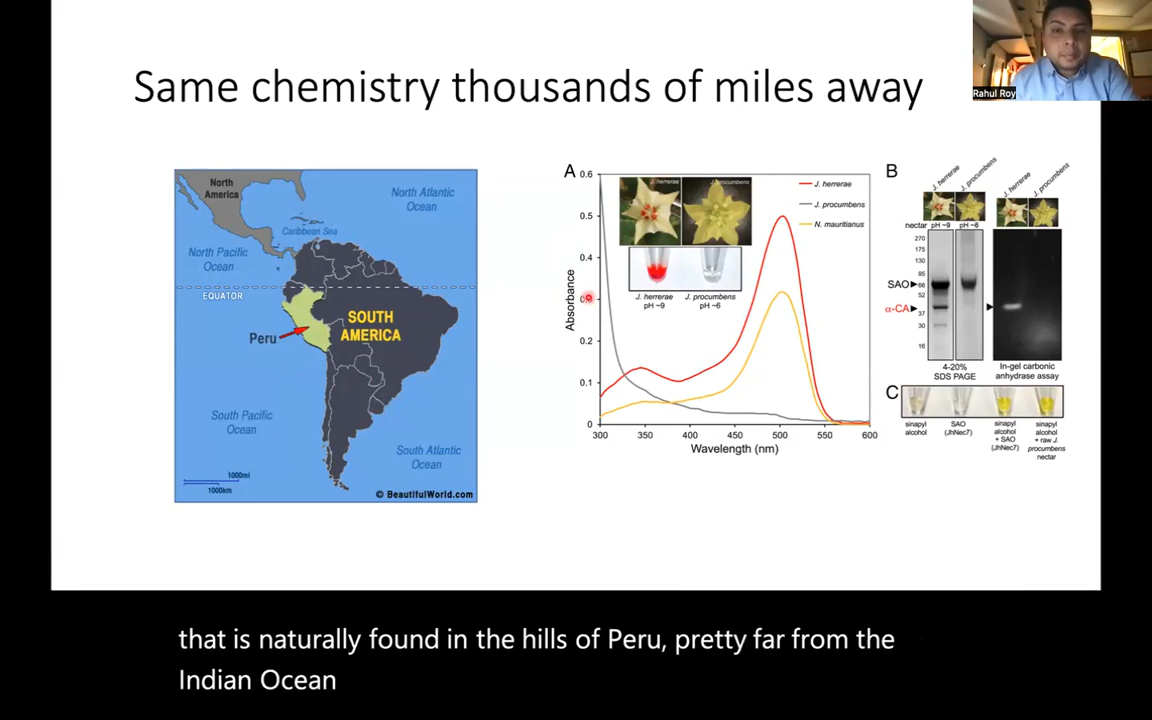 Rahul Roy
Same chemistry thousands of miles away
North
America
North Atlantic
Ocean
Caribbean Sea
North Pacific
Ocean
EQUATOR
Peru
SOUTH
AMERICA
South Pacific
Ocean
South Atlantic
Ocean
1000mi
1000km
© BeautifulWorld.com
A
Absorbance
0.6
0.5
0.4
0.2
0.1
0
300
350
400
450
500
550
600
Wavelength (nm)
J. herrerae
J. procumbens
J. herrerae
J. procumbens
N. mauritianus
J. herrerae
pH ~9
J. procumbens
pH ~6
B
J. herrerae
J. procumbens
J. herrerae
J. procumbens
nectar
pH ~9
pH ~6
270
175
130
95
66
52
37
30
16
SAO
α-CA
4-20%
SDS PAGE
In-gel carbonic
anhydrase assay
C
sinapyl
alcohol
SAO
(JhNec7)
sinapyl
alcohol
+ SAO
(JhNec7)
sinapyl
alcohol
+ raw J.
procumbens
nectar
that is naturally found in the hills of Peru, pretty far from the
Indian Ocean